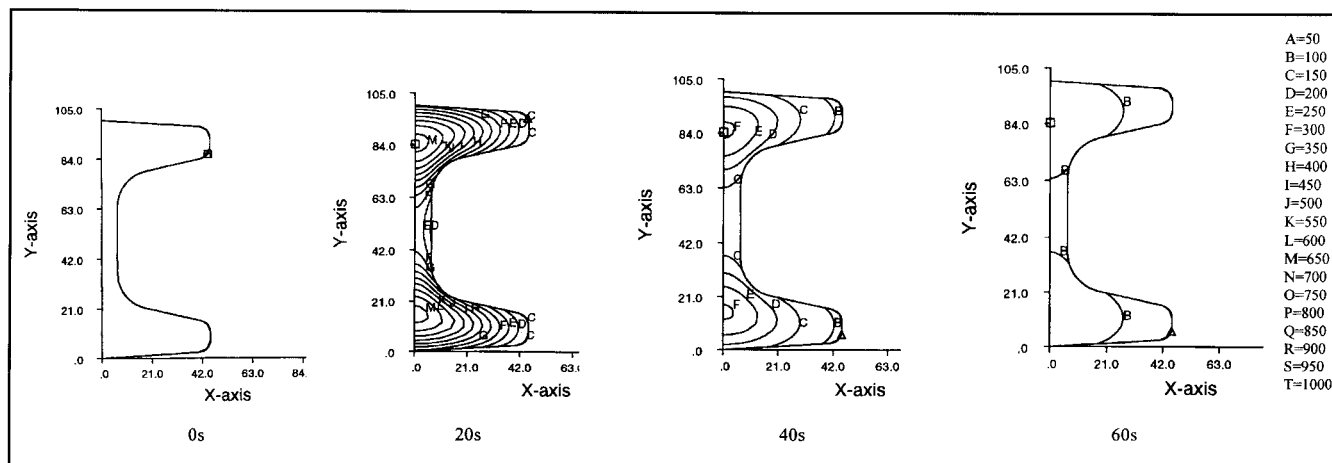 105.0
84.0
63.0
42.0
21.0
.0
.0 21.0 42.0 63.0 84.
Y-axis
X-axis
0s
105.0
84.0
63.0
42.0
21.0
.0
.0 21.0 42.0 63.(
Y-axis
X-axis
20s
M
H
E D
C
C
F E D
M
G
C
C
105.0
84.0
63.0
42.0
21.0
.0
.0 21.0 42.0 63.0
Y-axis
X-axis
40s
F E D C B
C
C
F E D C B
A
105.0
84.0
63.0
42.0
21.0
.0
.0 21.0 42.0 63.0
Y-axis
X-axis
60s
B
B
B
B
A
A=50
B=100
C=150
D=200
E=250
F=300
G=350
H=400
I=450
J=500
K=550
L=600
M=650
N=700
O=750
P=800
Q=850
R=900
S=950
T=1000